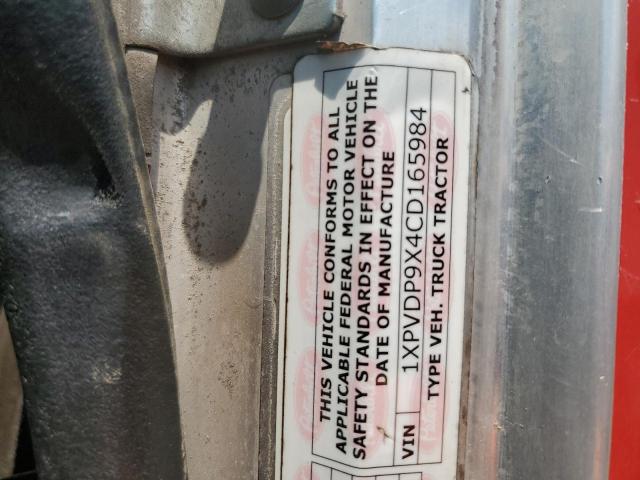 THIS VEHICLE CONFORMS TO ALL
APPLICABLE FEDERAL MOTOR VEHICLE
SAFETY STANDARDS IN EFFECT ON THE
DATE OF MANUFACTURE
VIN 1XPVDP9X4CD165984
TYPE VEH. TRUCK TRACTOR